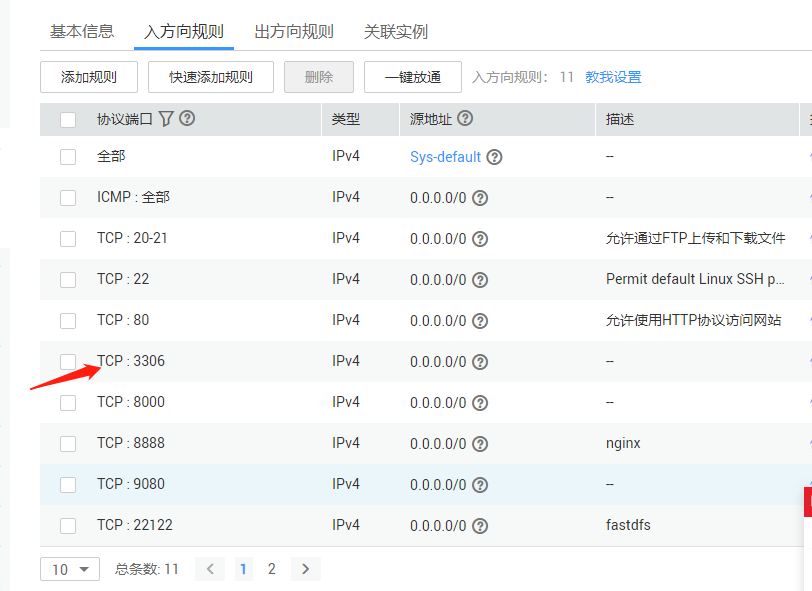 基本信息 入方向规则 出方向规则 关联实例
添加规则 快速添加规则 删除 一键放通 入方向规则： 11 教我设置
协议端口 类型 源地址 描述
全部 IPv4 Sys-default --
ICMP : 全部 IPv4 0.0.0.0/0 --
TCP : 20-21 IPv4 0.0.0.0/0 允许通过FTP上传和下载文件
TCP : 22 IPv4 0.0.0.0/0 Permit default Linux SSH p...
TCP : 80 IPv4 0.0.0.0/0 允许使用HTTP协议访问网站
TCP : 3306 IPv4 0.0.0.0/0 --
TCP : 8000 IPv4 0.0.0.0/0 --
TCP : 8888 IPv4 0.0.0.0/0 nginx
TCP : 9080 IPv4 0.0.0.0/0 --
TCP : 22122 IPv4 0.0.0.0/0 fastdfs
10 总条数: 11 < 1 2 >